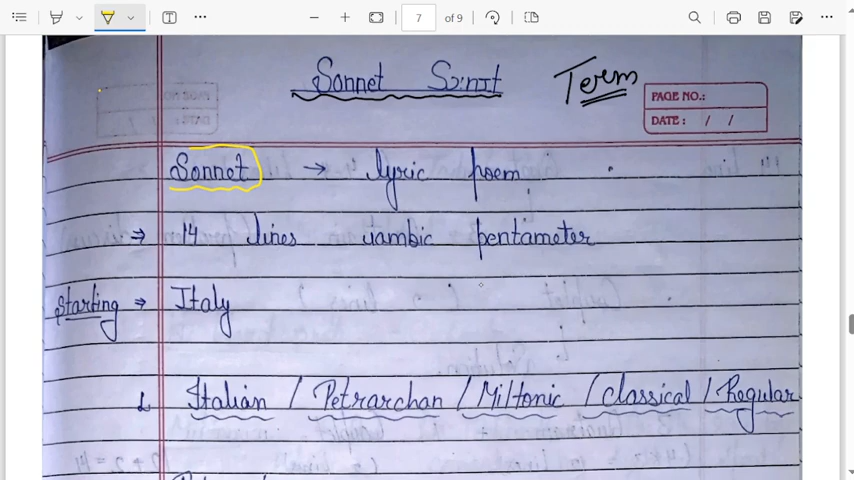 7 of 9
Sonnet Sonnet Term
PAGE NO.:
DATE: / /
Sonnet → lyric poem
⇒ 14 lines iambic pentameter
Starting ⇒ Italy
Italian / Petrarchan / Miltonic / classical / Regular